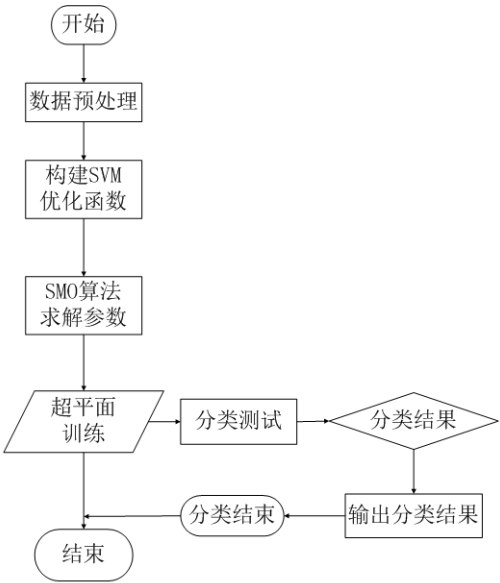 开始
数据预处理
构建SVM
优化函数
SMO算法
求解参数
超平面
训练
分类测试
分类结果
输出分类结果
分类结束
结束